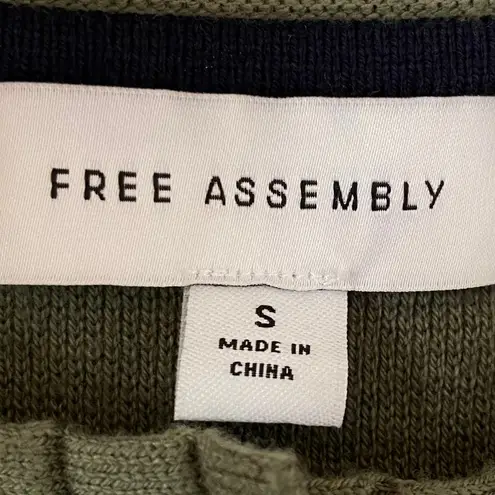 FREE ASSEMBLY
S
MADE IN
CHINA